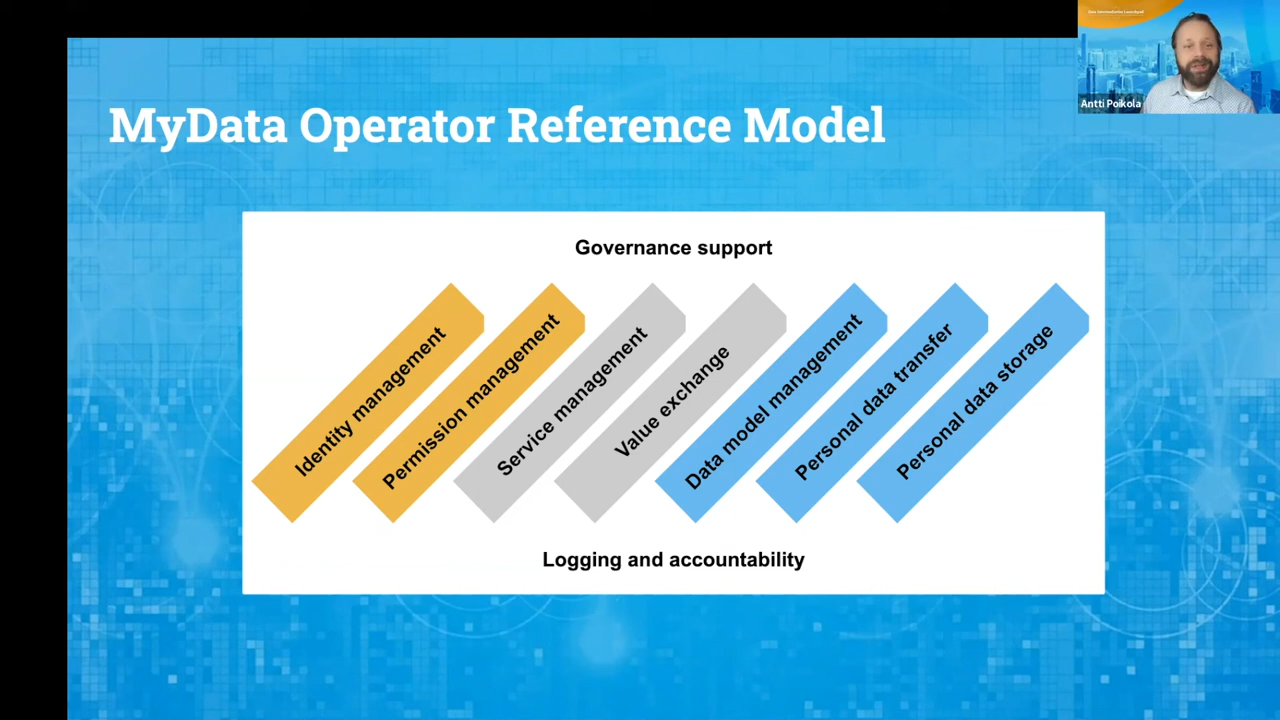 MyData Operator Reference Model
Antti Poikola
Governance support
Identity management
Permission management
Service management
Value exchange
Data model management
Personal data transfer
Personal data storage
Logging and accountability